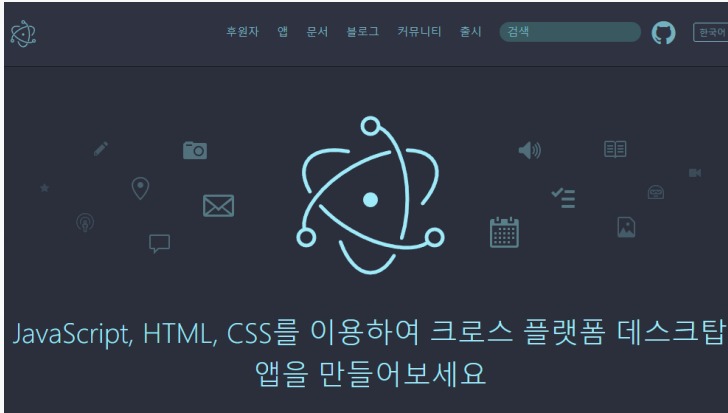 후원자 앱 문서 블로그 커뮤니티 출시 검색 한국어
JavaScript, HTML, CSS를 이용하여 크로스 플랫폼 데스크탑
앱을 만들어보세요